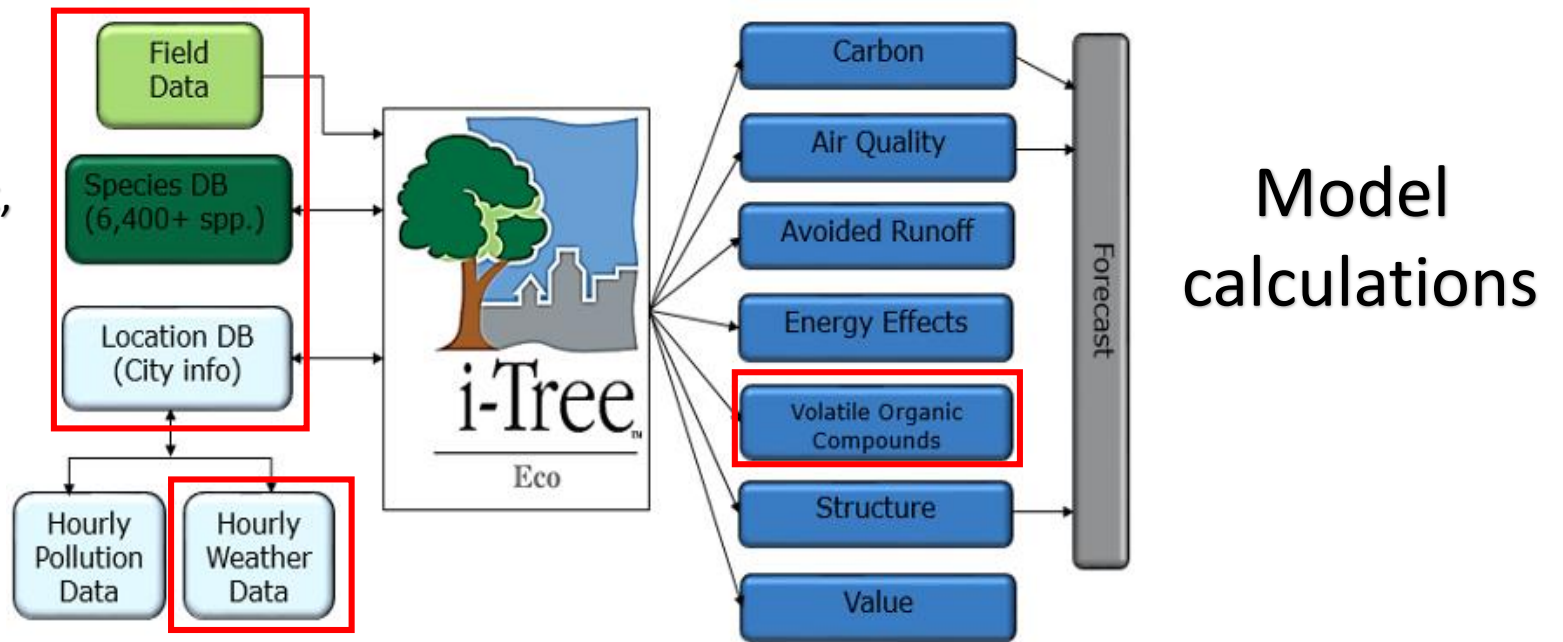 Field
Data
Species DB
(6,400+ spp.)
,
Location DB
(City info)
Hourly
Pollution
Data
Hourly
Weather
Data
i-Tree™
Eco
Carbon
Air Quality
Avoided Runoff
Energy Effects
Volatile Organic
Compounds
Structure
Value
Forecast
Model
calculations